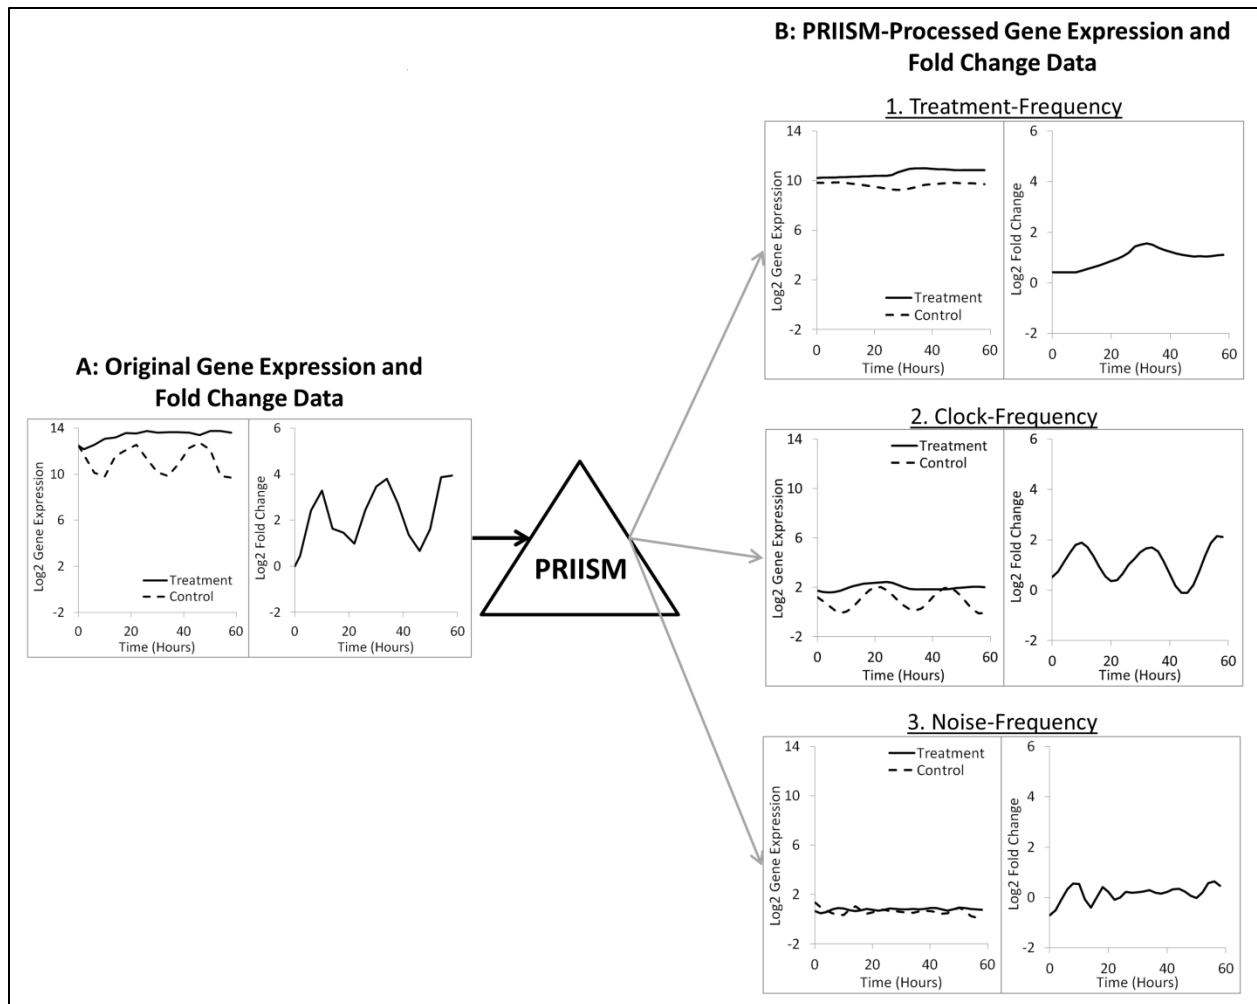 B: PRIISM-Processed Gene Expression and
Fold Change Data
1. Treatment-Frequency
Log2 Gene Expression
14
10
6
2
-2
Treatment
Control
0 20 40 60
Time (Hours)
Log2 Fold Change
6
4
2
0
-2
0 20 40 60
Time (Hours)
A: Original Gene Expression and
Fold Change Data
Log2 Gene Expression
14
10
6
2
-2
Treatment
Control
0 20 40 60
Time (Hours)
Log2 Fold Change
6
4
2
0
-2
0 20 40 60
Time (Hours)
PRIISM
2. Clock-Frequency
Log2 Gene Expression
14
10
6
2
-2
Treatment
Control
0 20 40 60
Time (Hours)
Log2 Fold Change
6
4
2
0
-2
0 20 40 60
Time (Hours)
3. Noise-Frequency
Log2 Gene Expression
14
10
6
2
-2
Treatment
Control
0 20 40 60
Time (Hours)
Log2 Fold Change
6
4
2
0
-2
0 20 40 60
Time (Hours)